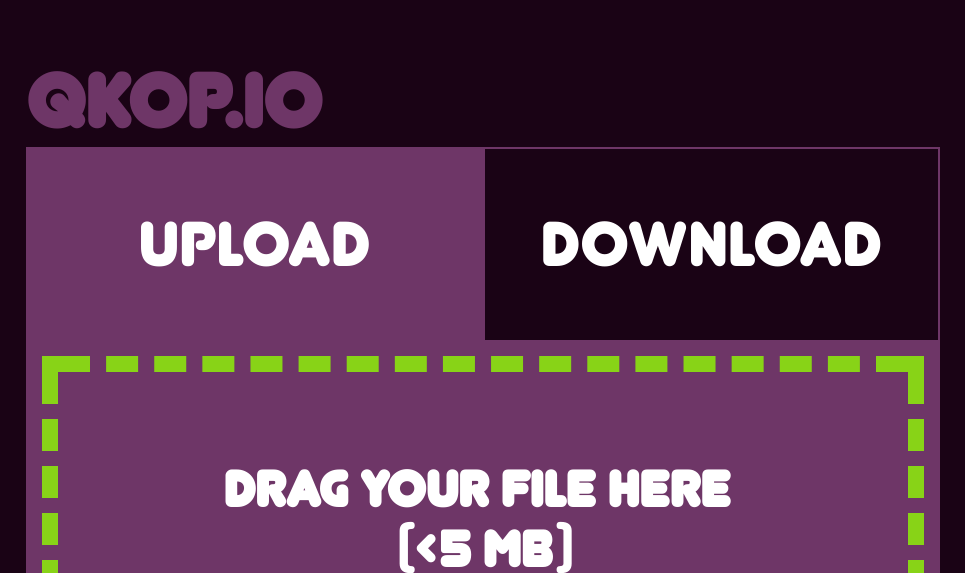 QKOP.IO
UPLOAD
DOWNLOAD
DRAG YOUR FILE HERE
[<5 MB]